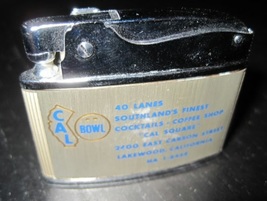 CAL
BOWL
40 LANES
SOUTHLAND'S FINEST
COCKTAILS - COFFEE SHOP
CAL SQUARE
EAST CARSON STREET
LAKEWOOD, CALIFORNIA